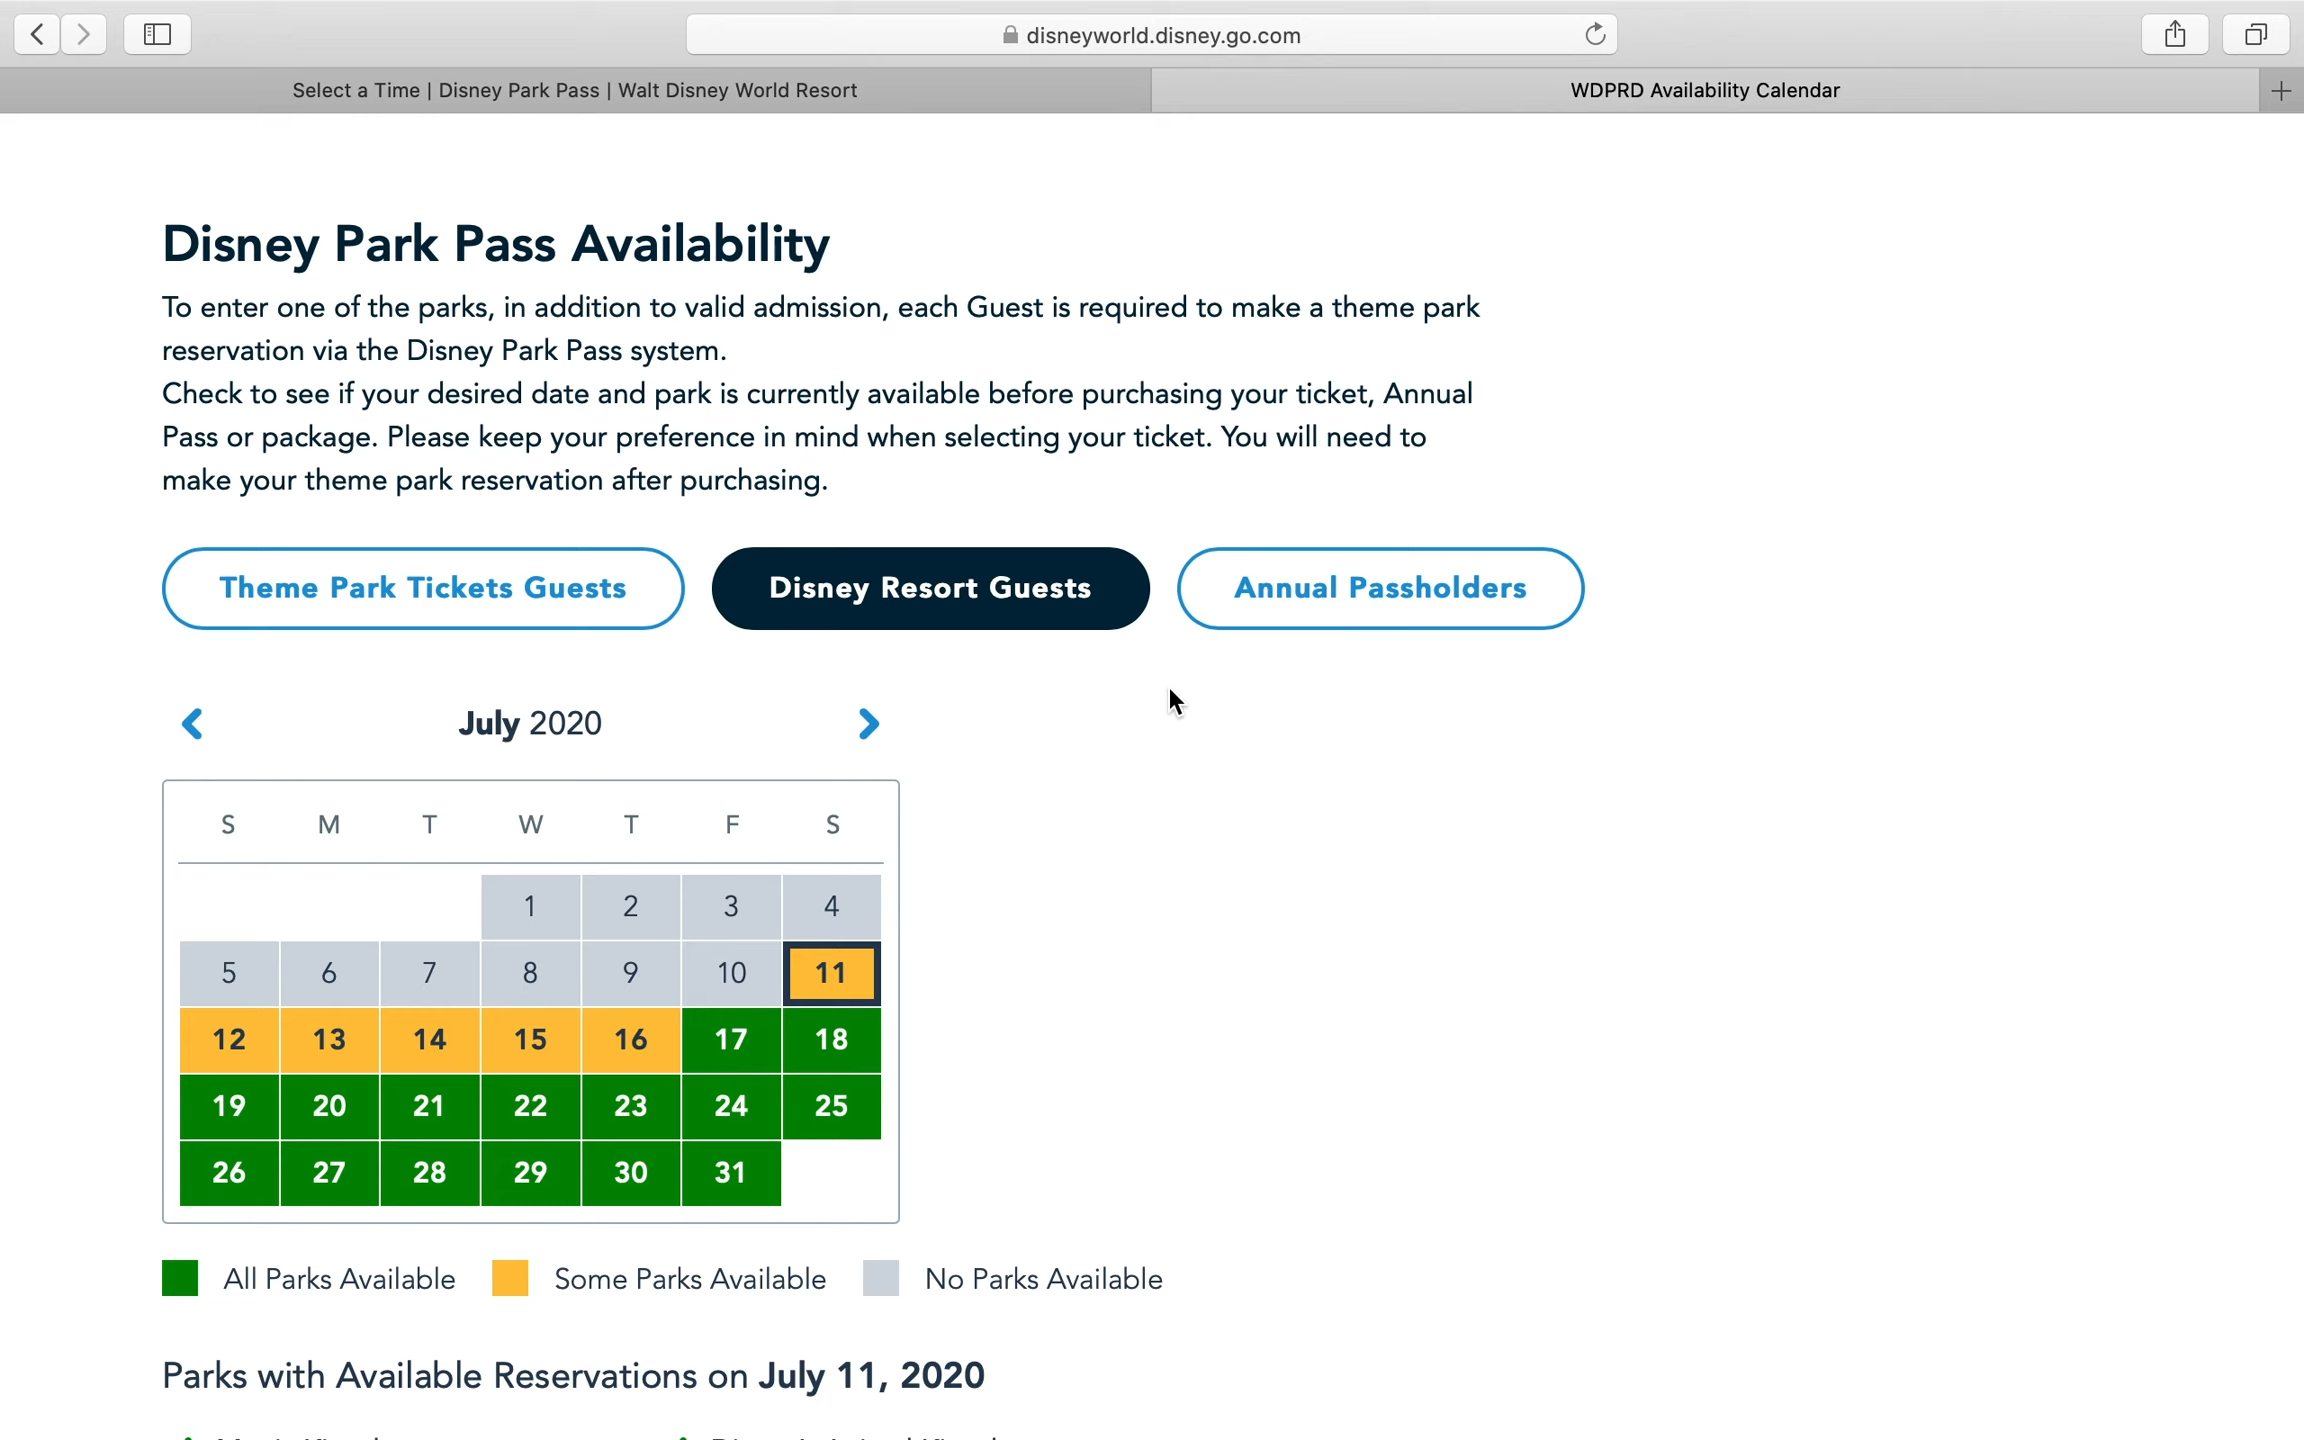 disneyworld.disney.go.com
Select a Time | Disney Park Pass | Walt Disney World Resort
WDPRD Availability Calendar
Disney Park Pass Availability
To enter one of the parks, in addition to valid admission, each Guest is required to make a theme park
reservation via the Disney Park Pass system.
Check to see if your desired date and park is currently available before purchasing your ticket, Annual
Pass or package. Please keep your preference in mind when selecting your ticket. You will need to
make your theme park reservation after purchasing.
Theme Park Tickets Guests
Disney Resort Guests
Annual Passholders
July 2020
S M T W T F S
1 2 3 4
5 6 7 8 9 10 11
12 13 14 15 16 17 18
19 20 21 22 23 24 25
26 27 28 29 30 31
All Parks Available
Some Parks Available
No Parks Available
Parks with Available Reservations on July 11, 2020